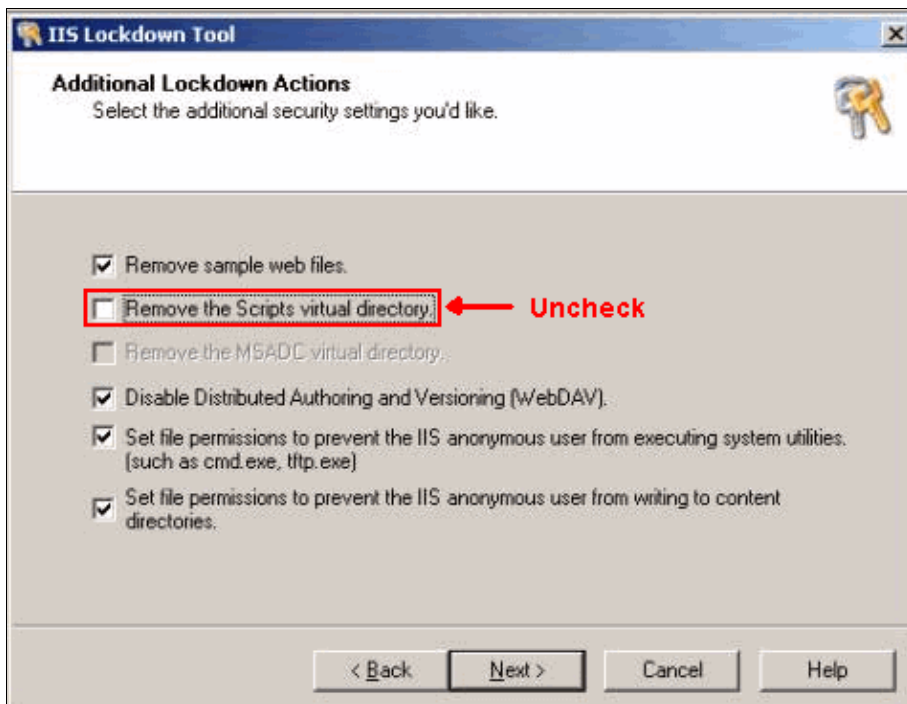 IIS Lockdown Tool
Additional Lockdown Actions
Select the additional security settings you'd like.
Remove sample web files.
Remove the Scripts virtual directory.
Uncheck
Remove the MSADC virtual directory.
Disable Distributed Authoring and Versioning (WebDAV).
Set file permissions to prevent the IIS anonymous user from executing system utilities.
(such as cmd.exe, tftp.exe)
Set file permissions to prevent the IIS anonymous user from writing to content
directories.
< Back
Next >
Cancel
Help